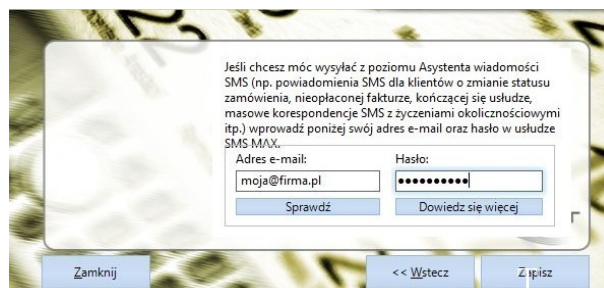 Jeśli chcesz móc wysyłać z poziomu Asystenta wiadomości
SMS (np. powiadomienia SMS dla klientów o zmianie statusu
zamówienia, nieopłaconej fakturze, kończącej się usłudze,
masowe korespondencje SMS z życzeniami okolicznościowymi
itp.) wprowadź poniżej swój adres e-mail oraz hasło w usłudze
SMS MAX.
Adres e-mail: Hasło:
moja@firma.pl ●●●●●●●●●●
Sprawdź Dowiedz się więcej
Zamknij << Wstecz Zapisz